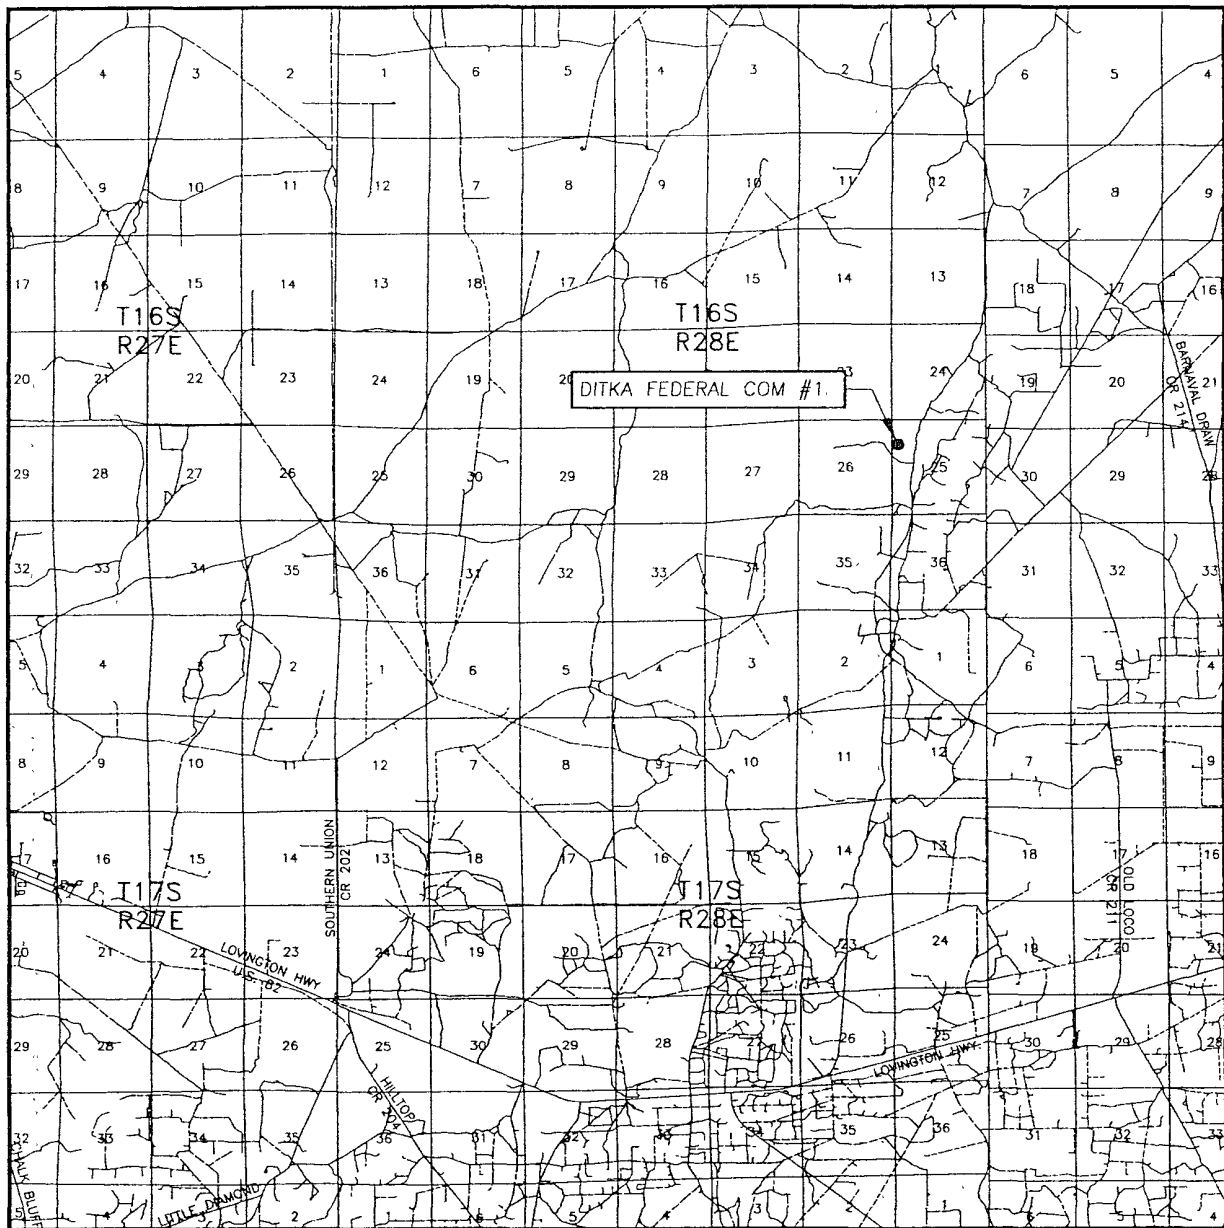 5 4 3 2 1 6 5 4 3 2 1 6 5 4
8 9 10 11 12 7 8 9 10 11 12 7 8 9
17 16 15 14 13 18 17 16 15 14 13 18 17 16
T16S
R27E
T16S
R28E
20 21 22 23 24 19 23 24 19 20 21
DITKA FEDERAL COM #1.
BARNAVAL DRAW
CR 214
29 28 27 26 25 30 29 28 27 26 25 30 29 28
32 33 34 35 36 31 32 33 34 35 36 31 32 33
5 4 3 2 1 6 5 4 3 2 1 6 5 4
8 9 10 11 12 7 8 9 10 11 12 7 8 9
17 16 15 14 13 18 17 16 15 14 13 18 17 16
SOUTHERN UNION
CR 202
T17S
R27E
T17S
R28E
OLD LOCO
CR 217
20 21 22 23 24 19 20 21 22 23 24 19 20 21
LOVINGTON HWY
U.S. 82
29 28 27 26 25 30 29 28 27 26 25 30 29 28
LOVINGTON HWY
HILLTOP
CR 204
32 33 34 35 36 31 32 33 34 35 36 31 32 33
CHALK BLUFF
LITTLE DIAMOND
5 4 3 2 1 6 5 4 3 2 1 6 5 4